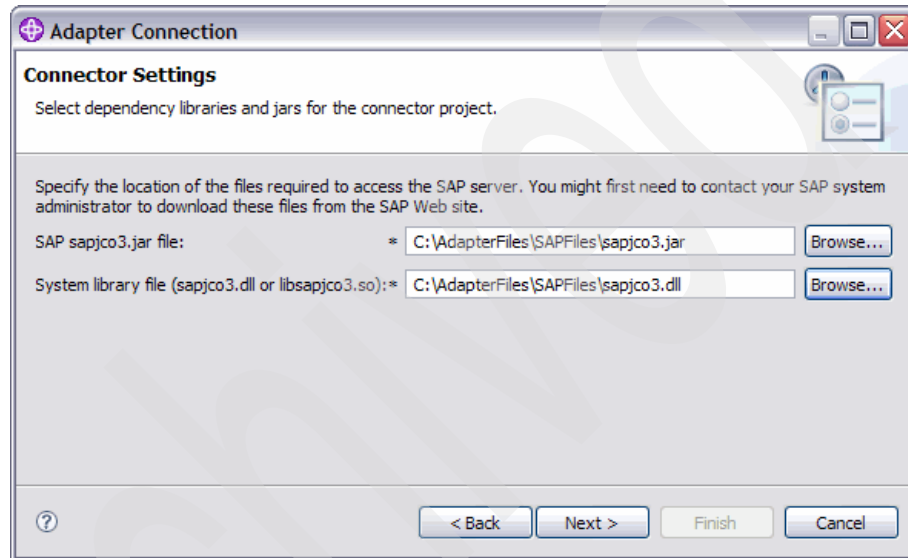 Adapter Connection
Connector Settings
Select dependency libraries and jars for the connector project.
Specify the location of the files required to access the SAP server. You might first need to contact your SAP system
administrator to download these files from the SAP Web site.
SAP sapjco3.jar file: * C:\AdapterFiles\SAPFiles\sapjco3.jar Browse...
System library file (sapjco3.dll or libsapjco3.so):* C:\AdapterFiles\SAPFiles\sapjco3.dll Browse...
? < Back Next > Finish Cancel